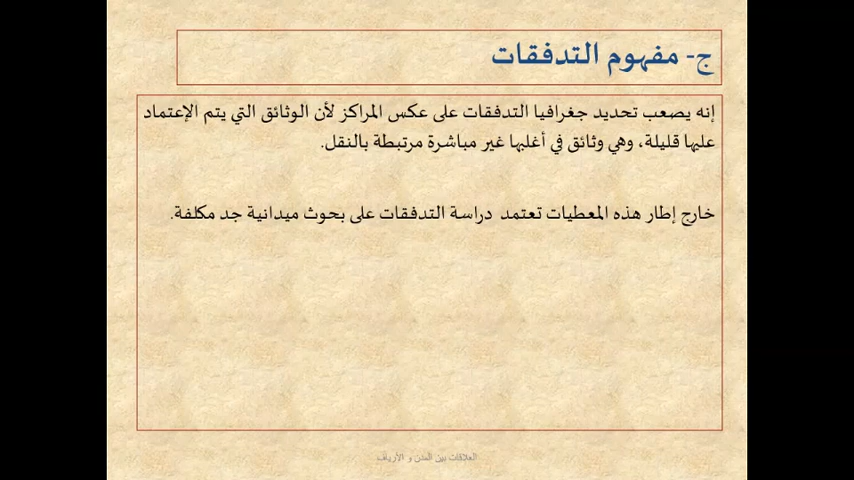 ج- مفهوم التدفقات
إنه يصعب تحديد جغرافيا التدفقات على عكس المراكز لأن الوثائق التي يتم الإعتماد
عليها قليلة، وهي وثائق في أغلبها غير مباشرة مرتبطة بالنقل.
خارج إطار هذه المعطيات تعتمد دراسة التدفقات على بحوث ميدانية جد مكلفة.
العلاقات بين المدن و الأرياف